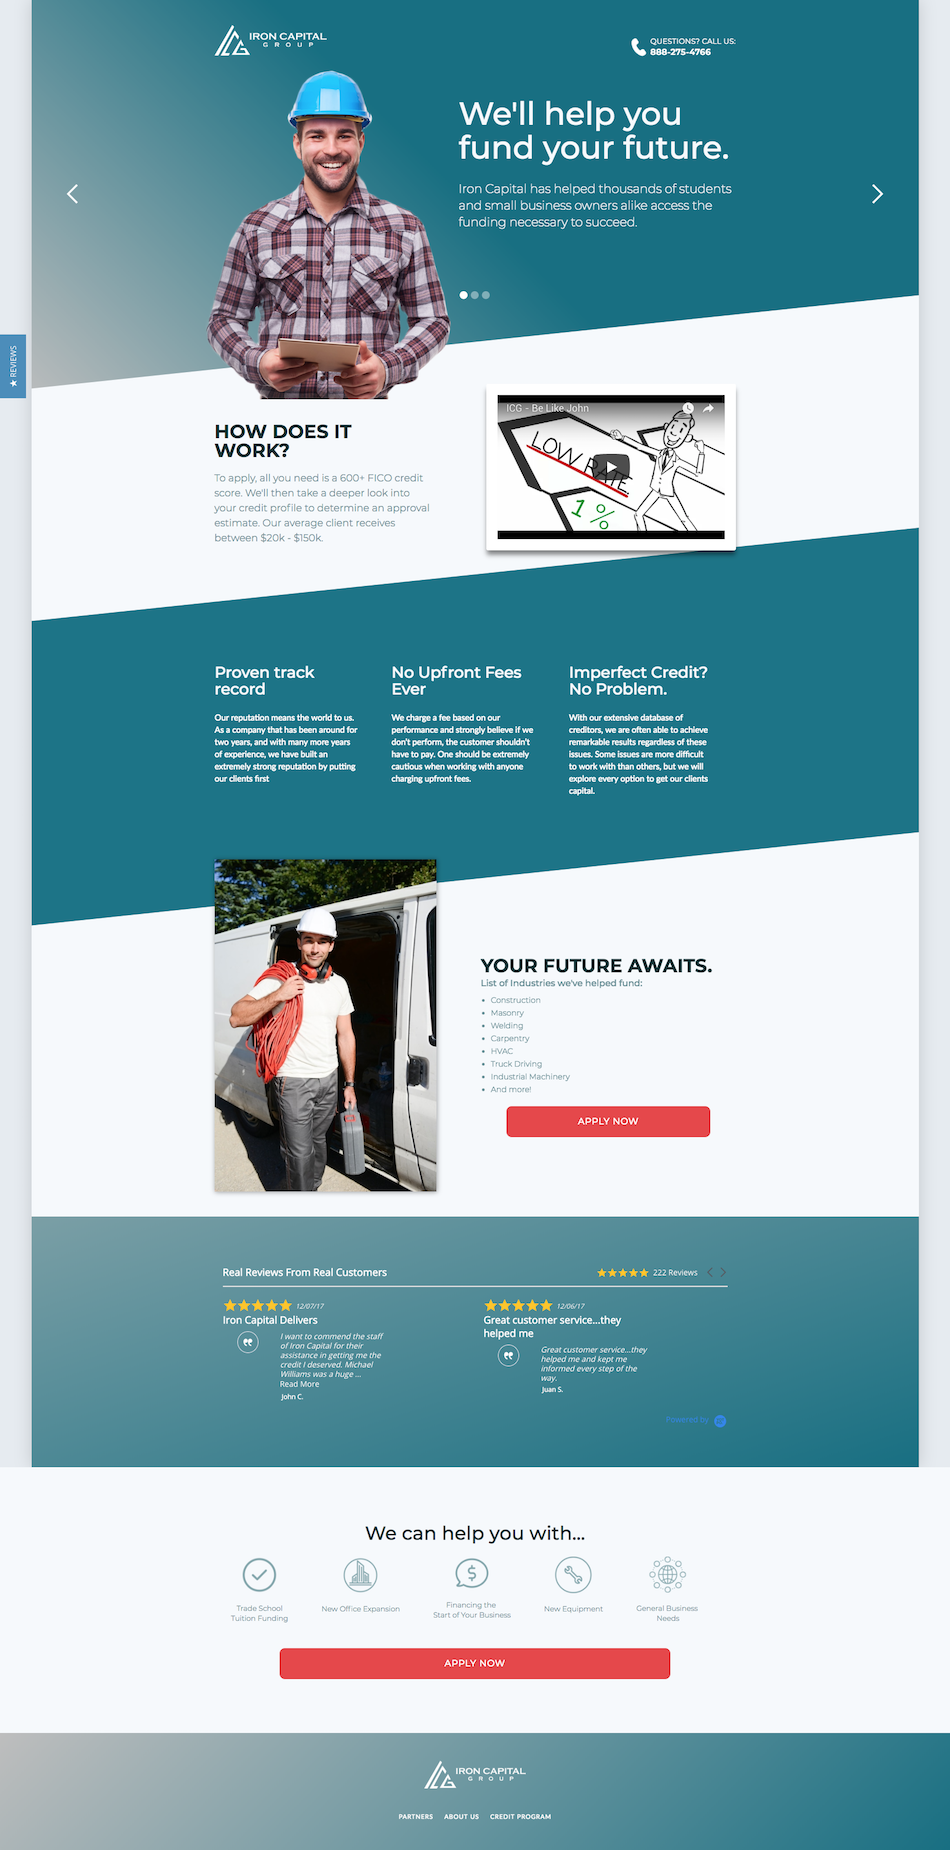 IRON CAPITAL
GROUP
QUESTIONS? CALL US:
888-275-4766
We'll help you
fund your future.
Iron Capital has helped thousands of students
and small business owners alike access the
funding necessary to succeed.
★ REVIEWS
HOW DOES IT
WORK?
To apply, all you need is a 600+ FICO credit
score. We'll then take a deeper look into
your credit profile to determine an approval
estimate. Our average client receives
between $20k - $150k.
ICG - Be Like John
LOW RATE
1 %
Proven track
record
Our reputation means the world to us.
As a company that has been around for
two years, and with many more years
of experience, we have built an
extremely strong reputation by putting
our clients first
No Upfront Fees
Ever
We charge a fee based on our
performance and strongly believe if we
don't perform, the customer shouldn't
have to pay. One should be extremely
cautious when working with anyone
charging upfront fees.
Imperfect Credit?
No Problem.
With our extensive database of
creditors, we are often able to achieve
remarkable results regardless of these
issues. Some issues are more difficult
to work with than others, but we will
explore every option to get our clients
capital.
YOUR FUTURE AWAITS.
List of Industries we've helped fund:
• Construction
• Masonry
• Welding
• Carpentry
• HVAC
• Truck Driving
• Industrial Machinery
• And more!
APPLY NOW
Real Reviews From Real Customers
222 Reviews
12/07/17
Iron Capital Delivers
I want to commend the staff
of Iron Capital for their
assistance in getting me the
credit I deserved. Michael
Williams was a huge ...
Read More
John C.
12/06/17
Great customer service...they
helped me
Great customer service...they
helped me and kept me
informed every step of the
way.
Juan S.
Powered by
We can help you with...
Trade School
Tuition Funding
New Office Expansion
Financing the
Start of Your Business
New Equipment
General Business
Needs
APPLY NOW
IRON CAPITAL
GROUP
PARTNERS ABOUT US CREDIT PROGRAM